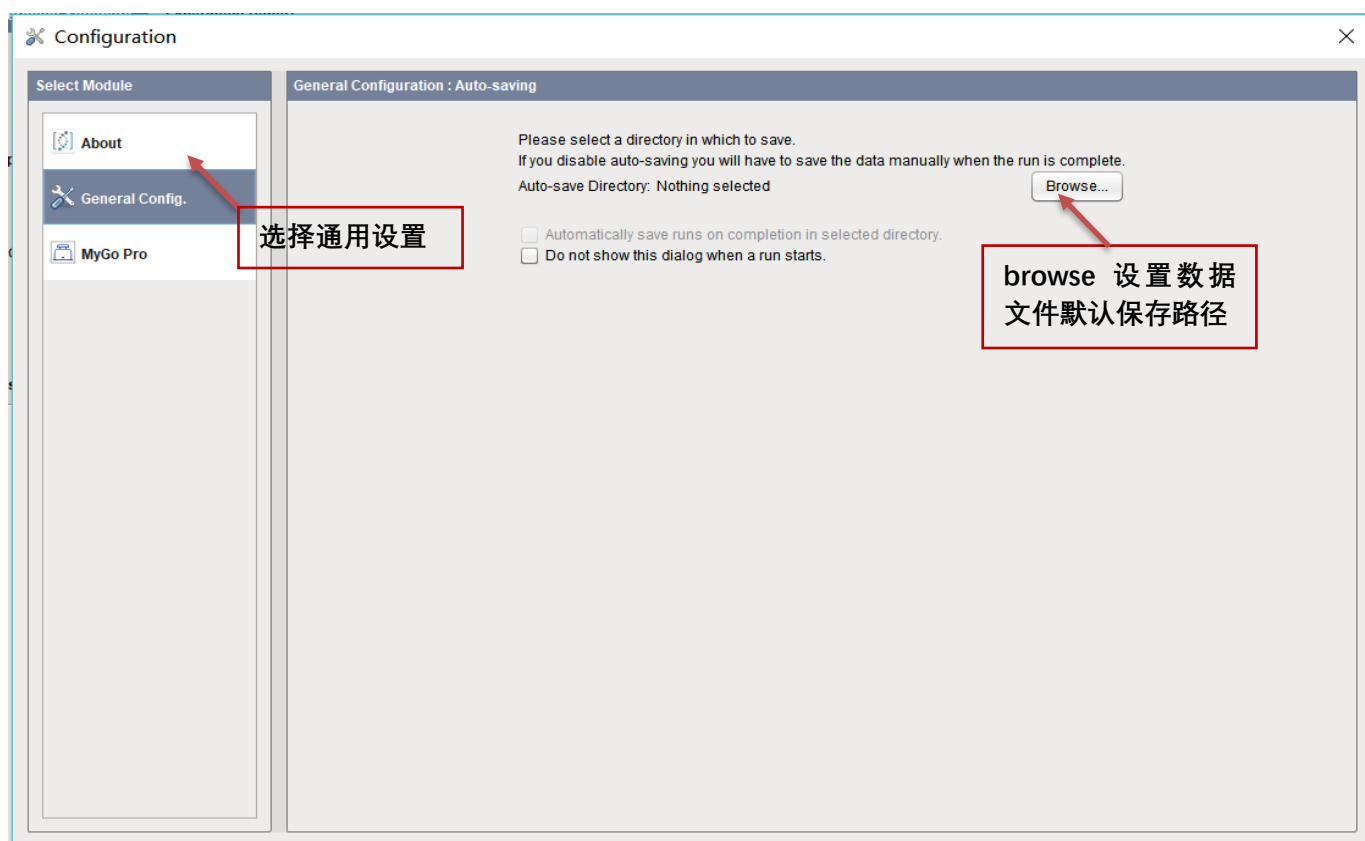 Configuration
Select Module
General Configuration : Auto-saving
About
General Config.
MyGo Pro
Please select a directory in which to save.
If you disable auto-saving you will have to save the data manually when the run is complete.
Auto-save Directory: Nothing selected
Browse...
Automatically save runs on completion in selected directory.
Do not show this dialog when a run starts.
选择通用设置
browse 设置数据
文件默认保存路径